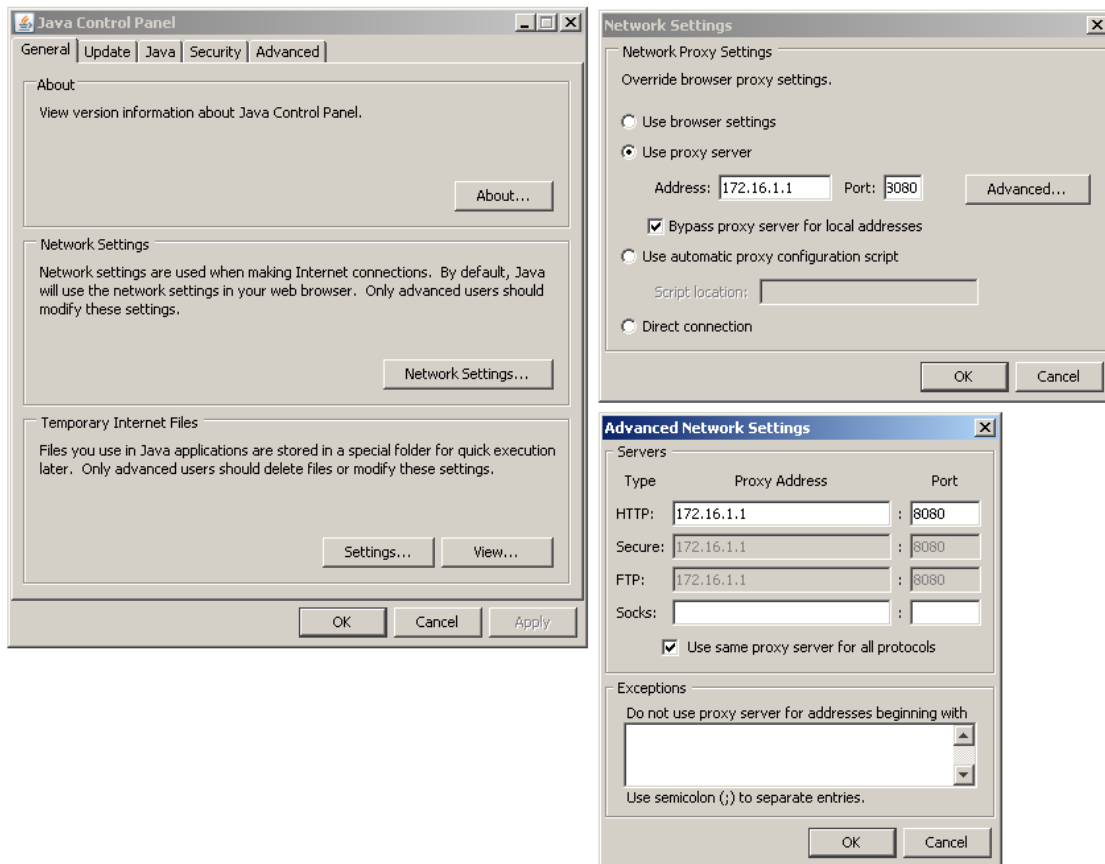 Java Control Panel
General Update Java Security Advanced
About
View version information about Java Control Panel.
About...
Network Settings
Network settings are used when making Internet connections. By default, Java
will use the network settings in your web browser. Only advanced users should
modify these settings.
Network Settings...
Temporary Internet Files
Files you use in Java applications are stored in a special folder for quick execution
later. Only advanced users should delete files or modify these settings.
Settings... View...
OK Cancel Apply
Network Settings
Network Proxy Settings
Override browser proxy settings.
Use browser settings
Use proxy server
Address: 172.16.1.1 Port: 8080 Advanced...
Bypass proxy server for local addresses
Use automatic proxy configuration script
Script location:
Direct connection
OK Cancel
Advanced Network Settings
Servers
Type Proxy Address Port
HTTP: 172.16.1.1 : 8080
Secure: 172.16.1.1 : 8080
FTP: 172.16.1.1 : 8080
Socks: :
Use same proxy server for all protocols
Exceptions
Do not use proxy server for addresses beginning with
Use semicolon (;) to separate entries.
OK Cancel